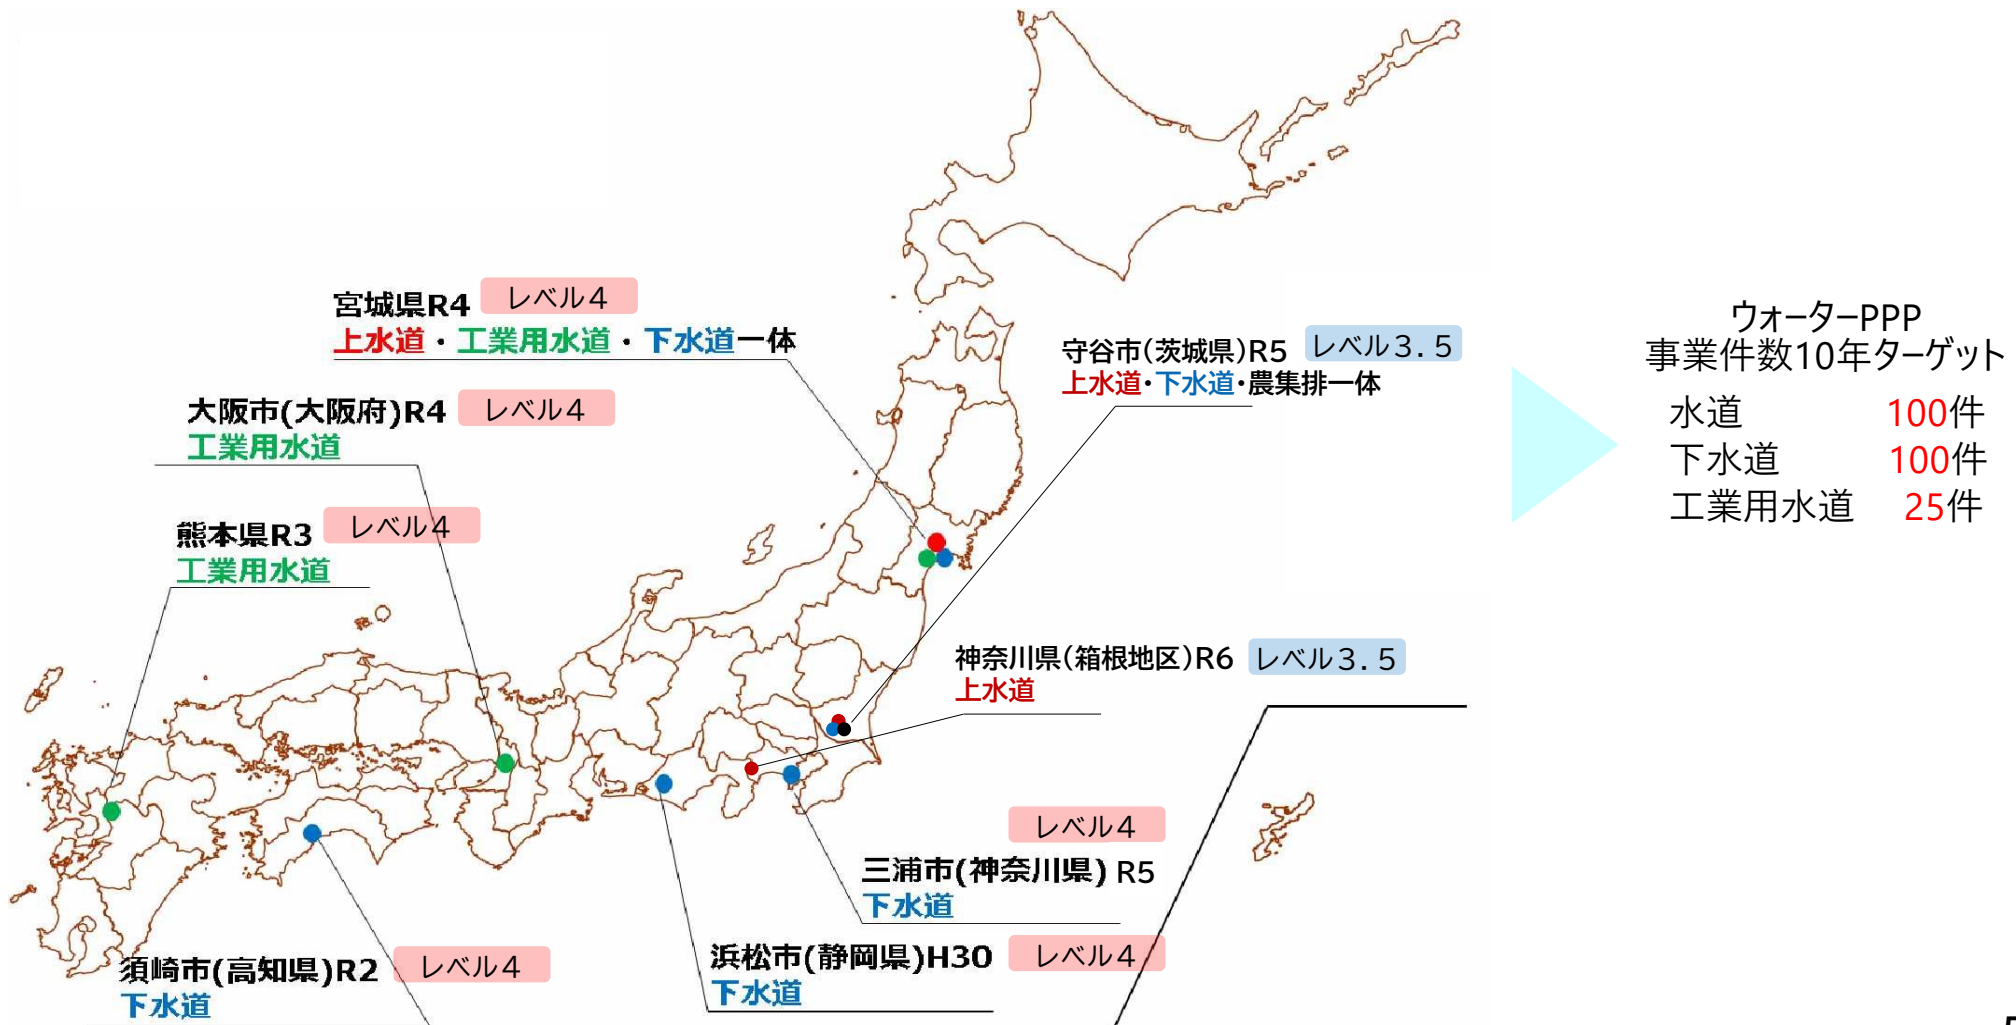 宮城県R4 レベル4
上水道・工業用水道・下水道一体
大阪市(大阪府)R4 レベル4
工業用水道
熊本県R3 レベル4
工業用水道
守谷市(茨城県)R5 レベル3.5
上水道・下水道・農集排一体
神奈川県(箱根地区)R6 レベル3.5
上水道
レベル4
三浦市(神奈川県) R5
下水道
浜松市(静岡県)H30 レベル4
下水道
須崎市(高知県)R2 レベル4
下水道
ウォーターPPP
事業件数10年ターゲット
水道 100件
下水道 100件
工業用水道 25件